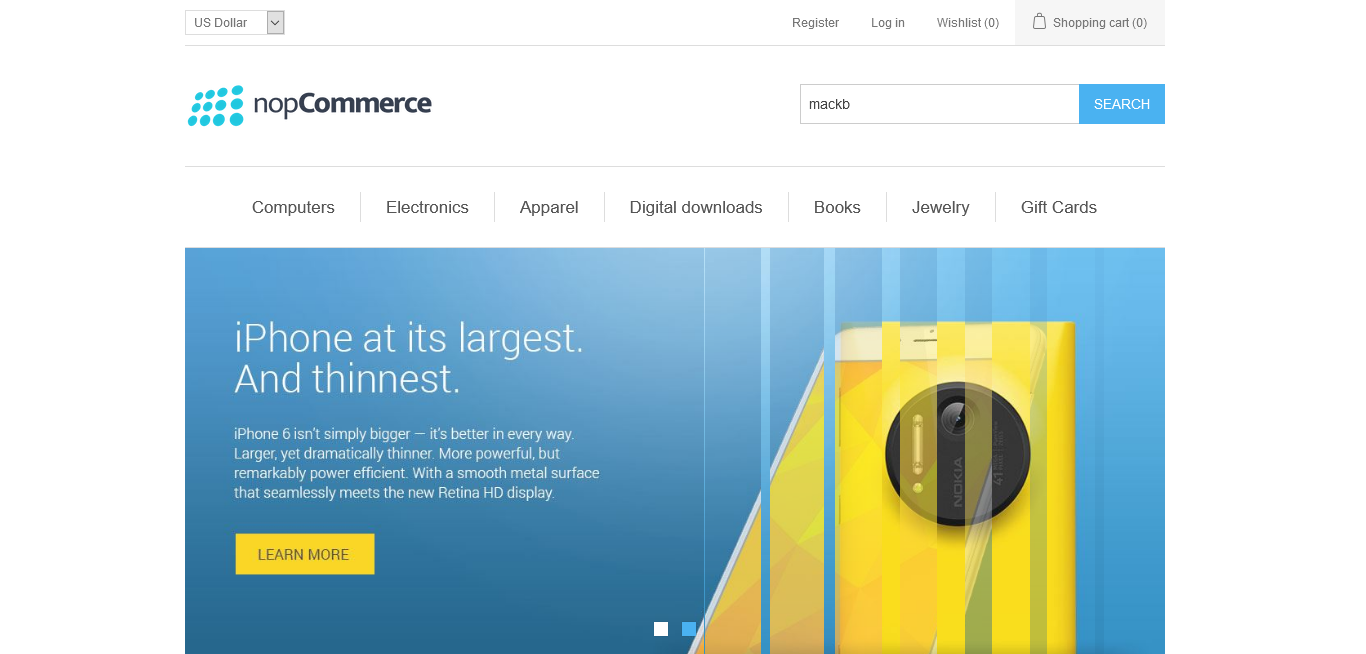 US Dollar
Register
Log in
Wishlist (0)
Shopping cart (0)
nopCommerce
mackb
SEARCH
Computers
Electronics
Apparel
Digital downloads
Books
Jewelry
Gift Cards
iPhone at its largest.
And thinnest.
iPhone 6 isn't simply bigger — it's better in every way.
Larger, yet dramatically thinner. More powerful, but
remarkably power efficient. With a smooth metal surface
that seamlessly meets the new Retina HD display.
LEARN MORE
NOKIA
41